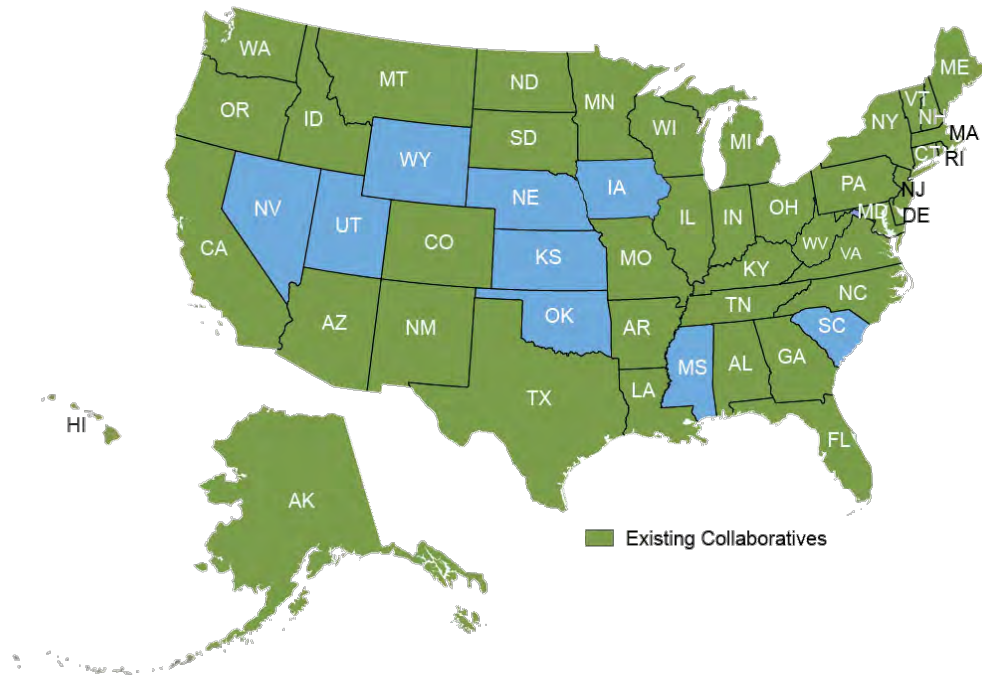 WA
MT
ND
MN
ME
VT
NH
OR
ID
SD
WI
MI
NY
MA
CT
RI
WY
IA
PA
NJ
NE
OH
MD
DE
NV
UT
IL
IN
WV
CA
CO
KS
MO
KY
VA
AZ
NM
OK
AR
TN
NC
SC
MS
AL
GA
TX
LA
HI
FL
AK
Existing Collaboratives